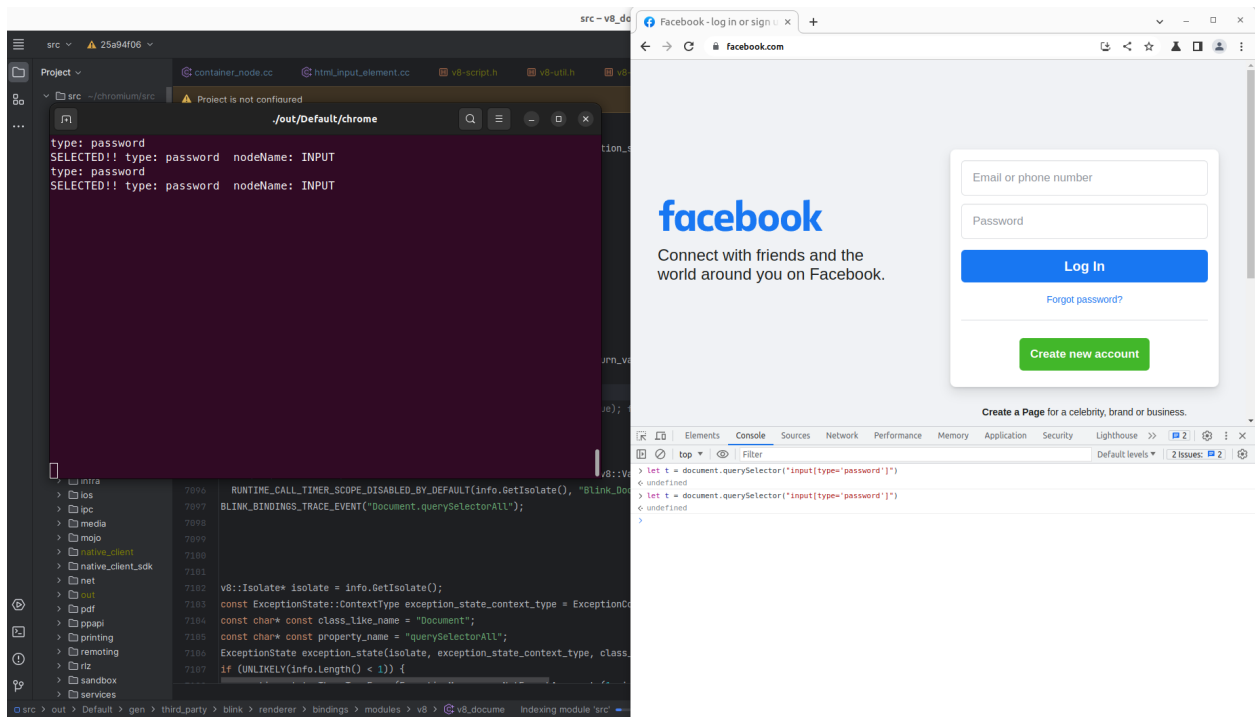 src – v8_do
src
25a94f06
Project
container_node.cc
html_input_element.cc
v8-script.h
v8-util.h
v8-
src ~/chromium/src
Project is not configured
./out/Default/chrome
type: password
SELECTED!! type: password  nodeName: INPUT
type: password
SELECTED!! type: password  nodeName: INPUT
tion_s
urn_va
ue);
v8::Va
infra
ios
ipc
media
mojo
native_client
native_client_sdk
net
out
pdf
ppapi
printing
remoting
rlz
sandbox
services
7096 RUNTIME_CALL_TIMER_SCOPE_DISABLED_BY_DEFAULT(info.GetIsolate(), "Blink_Doc
7097 BLINK_BINDINGS_TRACE_EVENT("Document.querySelectorAll");
7098
7099
7100
7101
7102 v8::Isolate* isolate = info.GetIsolate();
7103 const ExceptionState::ContextType exception_state_context_type = ExceptionCo
7104 const char* const class_like_name = "Document";
7105 const char* const property_name = "querySelectorAll";
7106 ExceptionState exception_state(isolate, exception_state_context_type, class_
7107 if (UNLIKELY(info.Length() < 1)) {
src > out > Default > gen > third_party > blink > renderer > bindings > modules > v8 > v8_docume
Indexing module 'src'
Facebook - log in or sign u
facebook.com
facebook
Connect with friends and the
world around you on Facebook.
Email or phone number
Password
Log In
Forgot password?
Create new account
Create a Page for a celebrity, brand or business.
Elements Console Sources Network Performance Memory Application Security Lighthouse 2
top Filter Default levels 2 Issues: 2
let t = document.querySelector("input[type='password']")
undefined
let t = document.querySelector("input[type='password']")
undefined